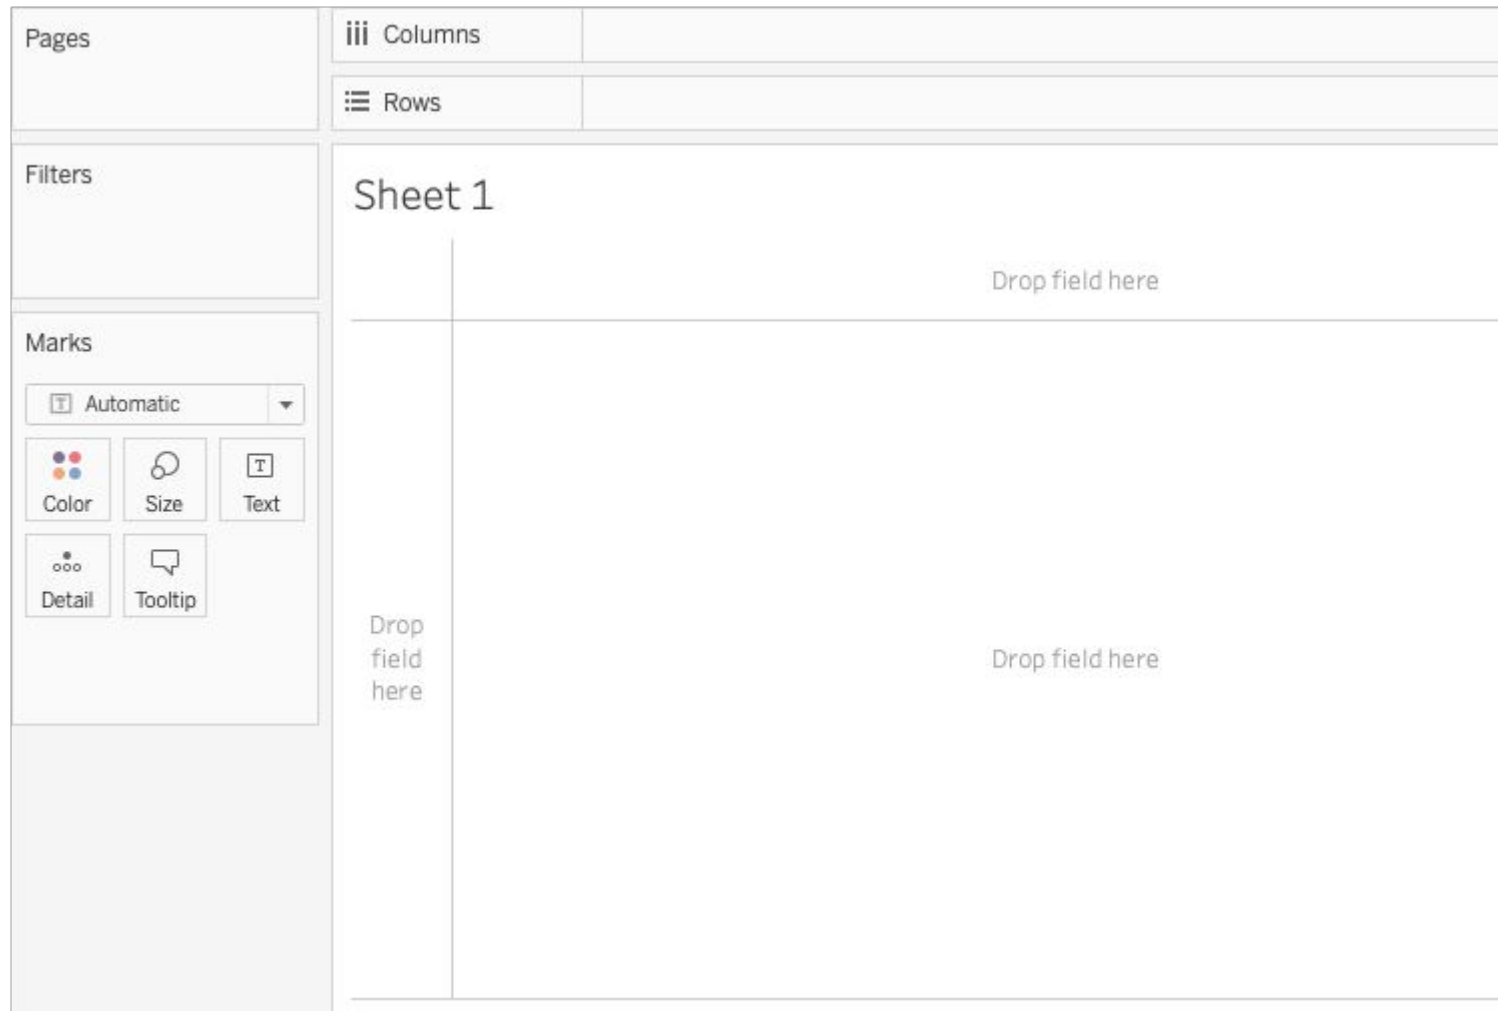 Pages
Columns
Rows
Filters
Sheet 1
Drop field here
Marks
Automatic
Color
Size
Text
Detail
Tooltip
Drop
field
here
Drop field here